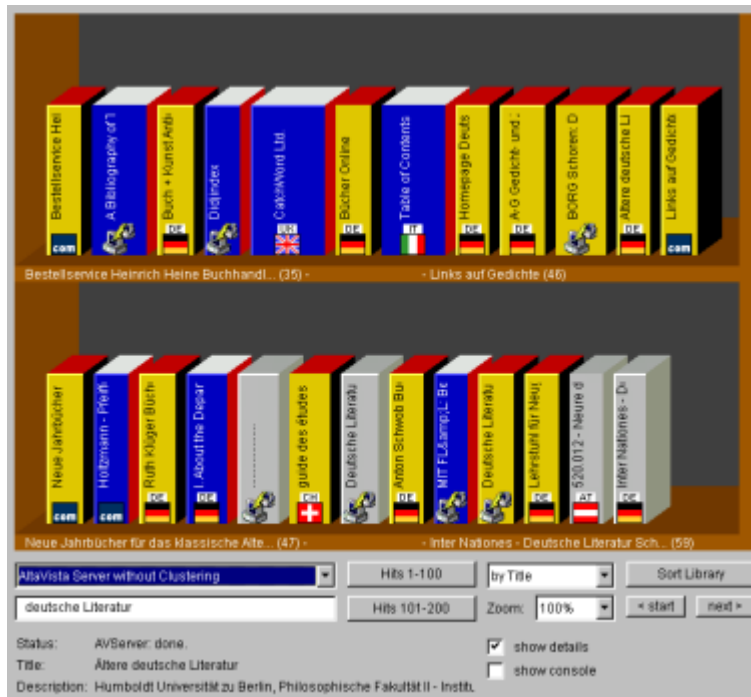 Bestellservice Hei
A Bibliography of T
Buch + Kunst Antik
DE
Didjindex
CatchWord Ltd.
UK
Bücher Online
DE
Table of Contents
IT
Homepage Deuts
DE
A-G Gedicht- und
DE
BORG Schoren: D
Ältere deutsche Li
DE
Links auf Gedicht
com
com
Bestellservice Heinrich Heine Buchhandl... (35) - - Links auf Gedichte (46)
Neue Jahrbücher
com
Holtzmann - Pfeiff
com
Ruth Klüger Büch
DE
I. About the Depar
DE
guide des études
CH
Deutsche Literatu
Anton Schwob Bu
DE
MIT FL&amp;L: Be
Deutsche Literatu
Lehrstuhl für Neu
DE
520.012 - Neure d
AT
Inter Nationes - D
DE
Neue Jahrbücher für das klassische Alte... (47) - - Inter Nationes - Deutsche Literatur Sch... (59)
AltaVista Server without Clustering Hits 1-100 by Title Sort Library
deutsche Literatur Hits 101-200 Zoom: 100% < start next >
Status: AVServer: done. show details
Title: Ältere deutsche Literatur show console
Description: Humboldt Universität zu Berlin, Philosophische Fakultät II - Institu